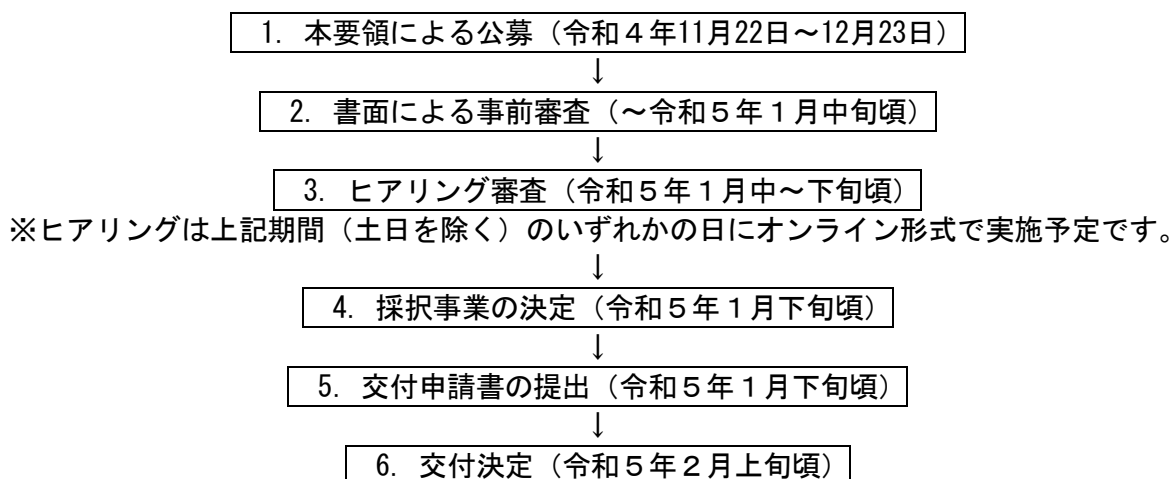 1. 本要領による公募（令和４年11月22日～12月23日）
↓
2. 書面による事前審査（～令和５年１月中旬頃）
↓
3. ヒアリング審査（令和５年１月中～下旬頃）
※ヒアリングは上記期間（土日を除く）のいずれかの日にオンライン形式で実施予定です。
↓
4. 採択事業の決定（令和５年１月下旬頃）
↓
5. 交付申請書の提出（令和５年１月下旬頃）
↓
6. 交付決定（令和５年２月上旬頃）